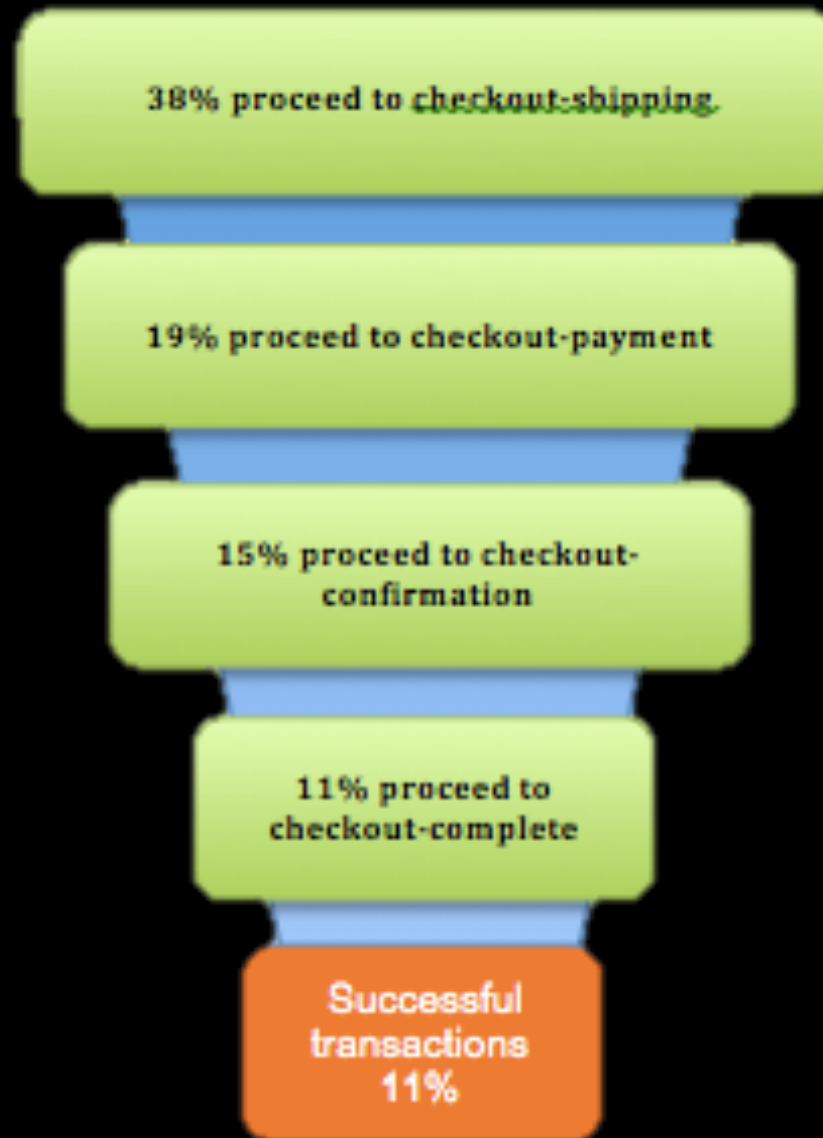 38% proceed to checkout-shipping
19% proceed to checkout-payment
15% proceed to checkout-
confirmation
11% proceed to
checkout-complete
Successful
transactions
11%